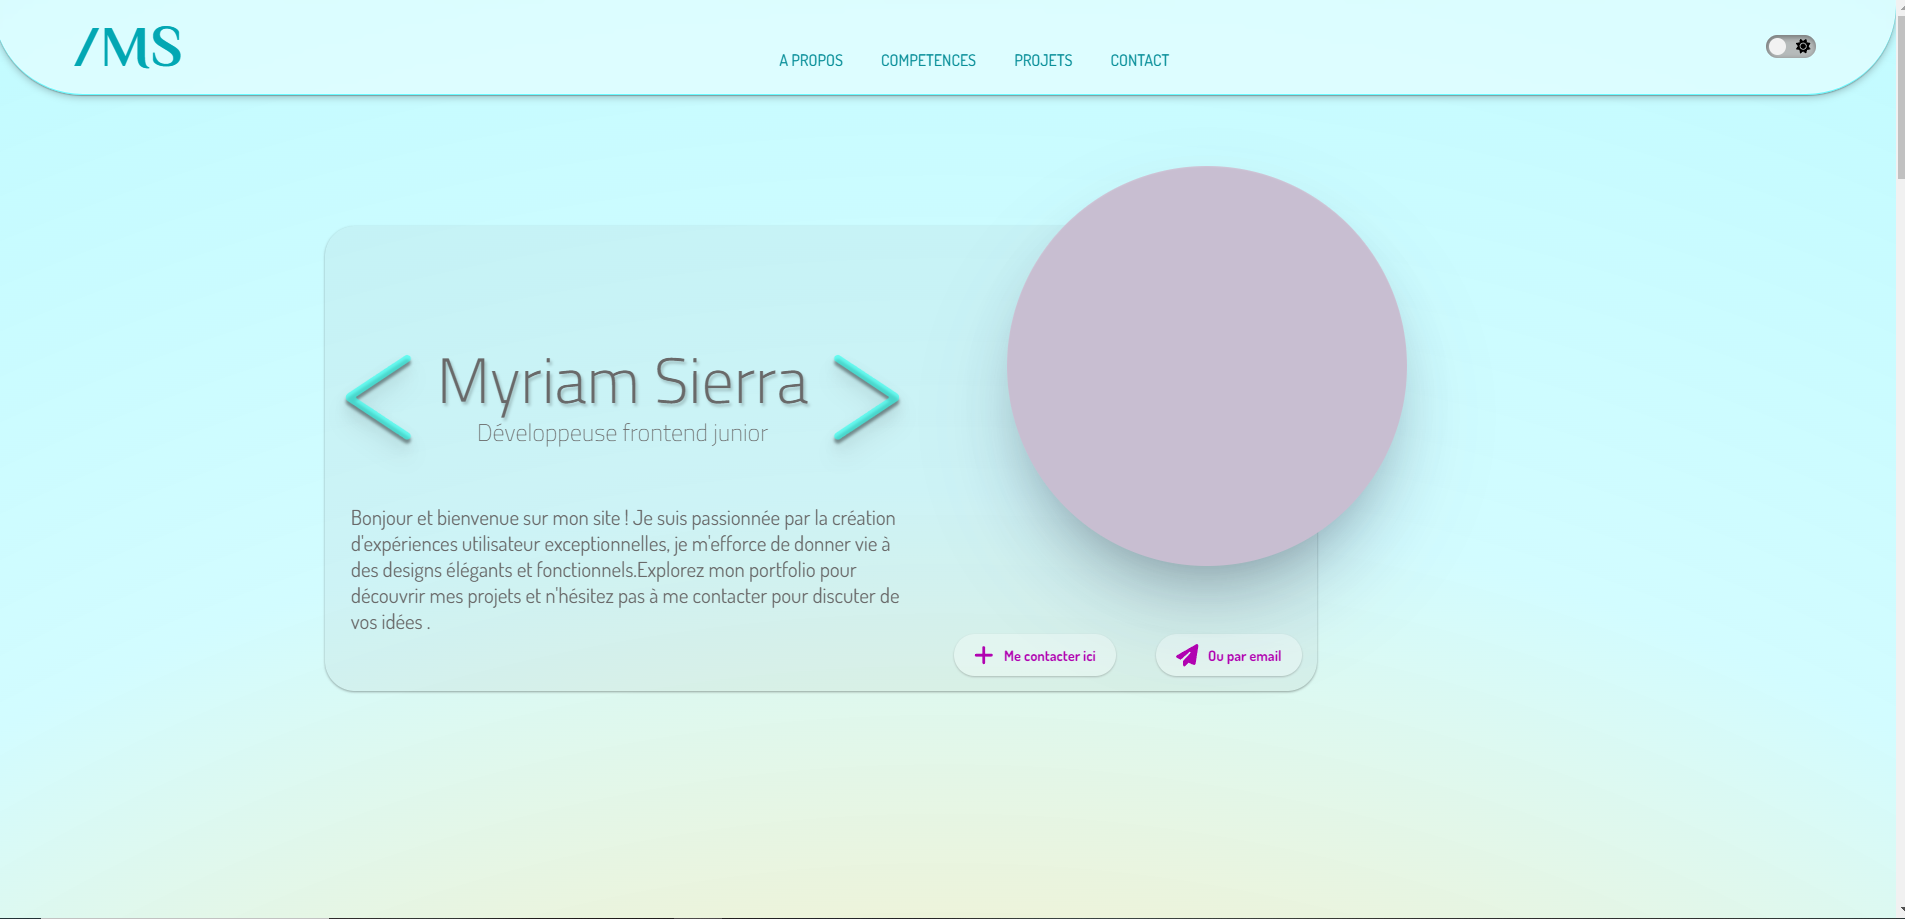 /MS
A PROPOS COMPETENCES PROJETS CONTACT
Myriam Sierra
Développeuse frontend junior
Bonjour et bienvenue sur mon site ! Je suis passionnée par la création
d'expériences utilisateur exceptionnelles, je m'efforce de donner vie à
des designs élégants et fonctionnels.Explorez mon portfolio pour
découvrir mes projets et n'hésitez pas à me contacter pour discuter de
vos idées .
Me contacter ici
Ou par email